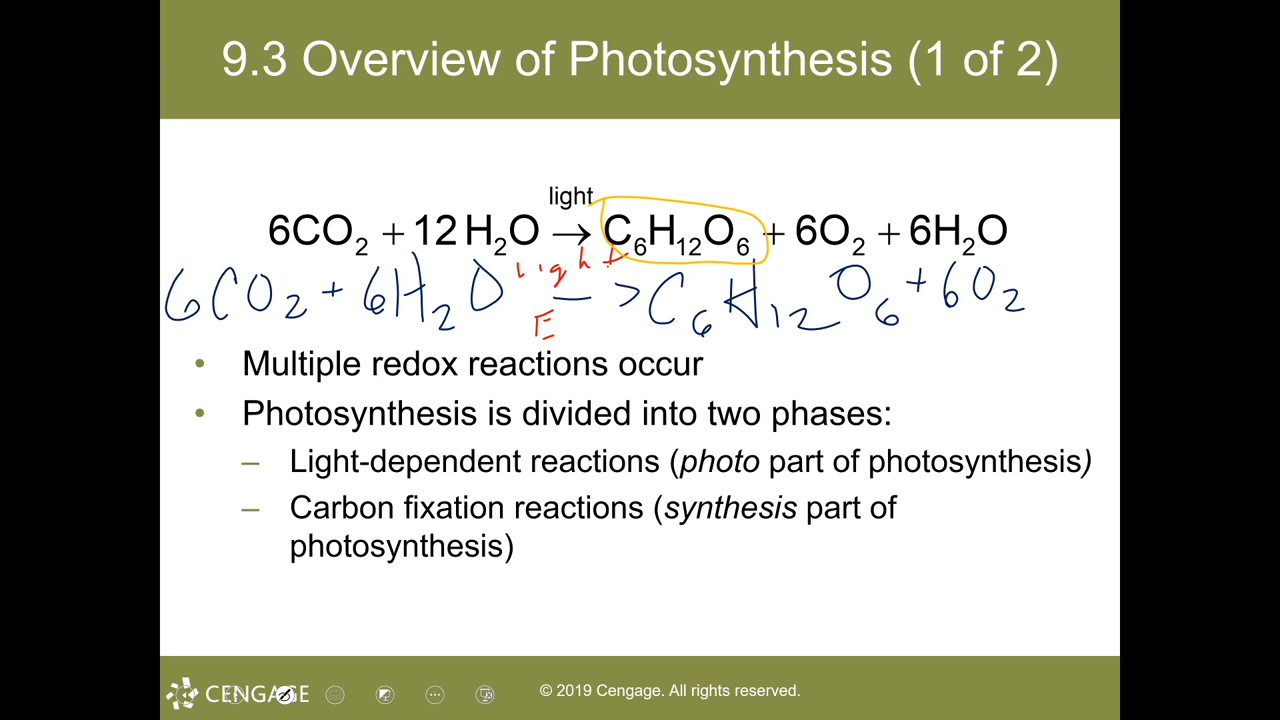 9.3 Overview of Photosynthesis (1 of 2)
light
6CO₂ + 12H₂O → C₆H₁₂O₆ + 6O₂ + 6H₂O
light
6CO₂ + 6H₂O —> C₆H₁₂O₆ + 6O₂
E
• Multiple redox reactions occur
• Photosynthesis is divided into two phases:
– Light-dependent reactions (photo part of photosynthesis)
– Carbon fixation reactions (synthesis part of
photosynthesis)
CENGAGE
© 2019 Cengage. All rights reserved.